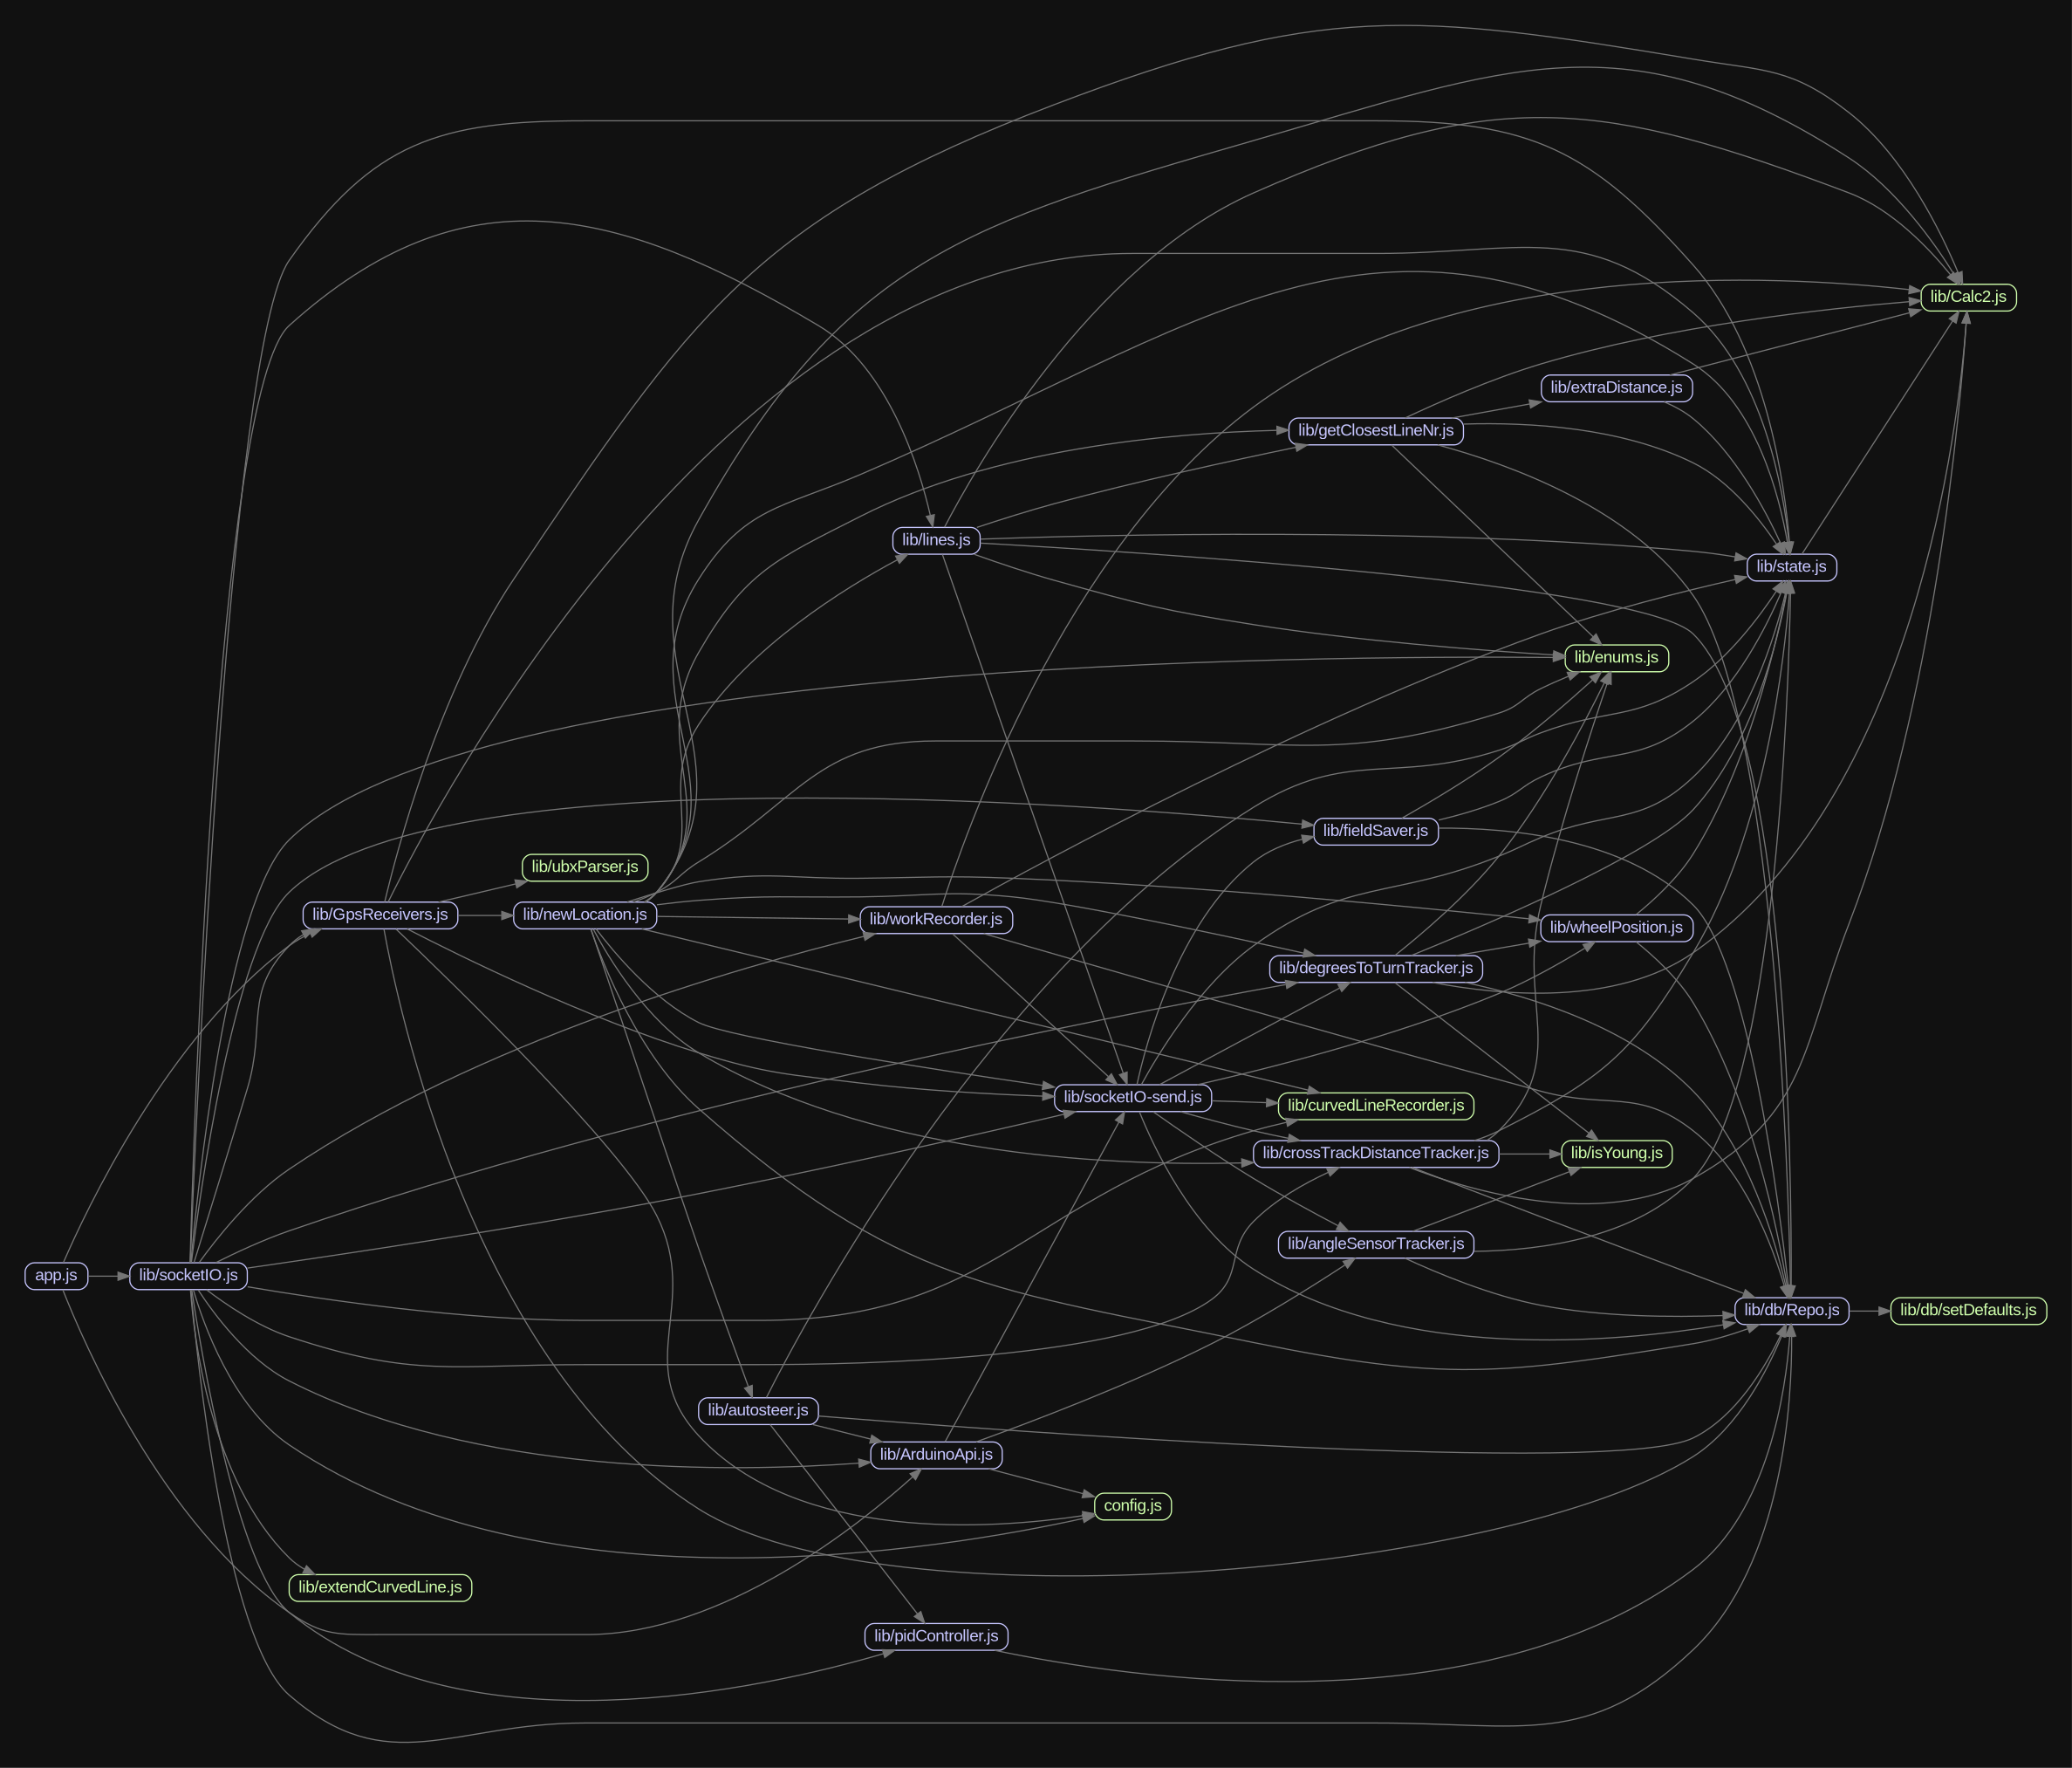 lib/Calc2.js
lib/extraDistance.js
lib/getClosestLineNr.js
lib/lines.js
lib/state.js
lib/enums.js
lib/fieldSaver.js
lib/ubxParser.js
lib/GpsReceivers.js
lib/newLocation.js
lib/workRecorder.js
lib/wheelPosition.js
lib/degreesToTurnTracker.js
lib/socketIO-send.js
lib/curvedLineRecorder.js
lib/crossTrackDistanceTracker.js
lib/isYoung.js
lib/angleSensorTracker.js
app.js
lib/socketIO.js
lib/db/Repo.js
lib/db/setDefaults.js
lib/autosteer.js
lib/ArduinoApi.js
config.js
lib/extendCurvedLine.js
lib/pidController.js